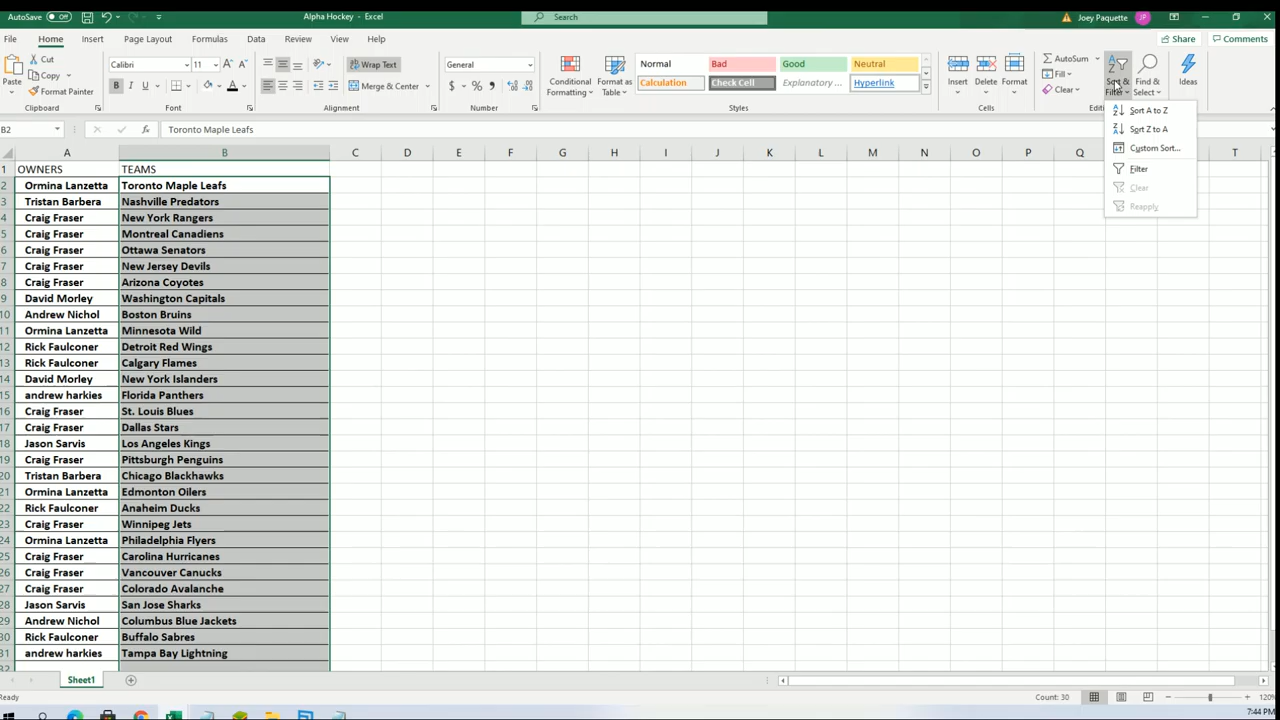 AutoSave Off Alpha Hockey - Excel Search Joey Paquette JP
File Home Insert Page Layout Formulas Data Review View Help Share Comments
Paste Cut Copy Format Painter Clipboard
Calibri 11 B I U Font
Wrap Text Merge & Center Alignment
General $ % Number
Conditional Formatting Format as Table
Normal Bad Good Neutral
Calculation Check Cell Explanatory ... Hyperlink
Styles
Insert Delete Format Cells
AutoSum Fill Clear
Sort & Filter Find & Select Ideas
Sort A to Z
Sort Z to A
Custom Sort...
Filter
Clear
Reapply
B2 fx Toronto Maple Leafs
A B C D E F G H I J K L M N O P Q T
1 OWNERS TEAMS
2 Ormina Lanzetta Toronto Maple Leafs
3 Tristan Barbera Nashville Predators
4 Craig Fraser New York Rangers
5 Craig Fraser Montreal Canadiens
6 Craig Fraser Ottawa Senators
7 Craig Fraser New Jersey Devils
8 Craig Fraser Arizona Coyotes
9 David Morley Washington Capitals
10 Andrew Nichol Boston Bruins
11 Ormina Lanzetta Minnesota Wild
12 Rick Faulconer Detroit Red Wings
13 Rick Faulconer Calgary Flames
14 David Morley New York Islanders
15 andrew harkies Florida Panthers
16 Craig Fraser St. Louis Blues
17 Craig Fraser Dallas Stars
18 Jason Sarvis Los Angeles Kings
19 Craig Fraser Pittsburgh Penguins
20 Tristan Barbera Chicago Blackhawks
21 Ormina Lanzetta Edmonton Oilers
22 Rick Faulconer Anaheim Ducks
23 Craig Fraser Winnipeg Jets
24 Ormina Lanzetta Philadelphia Flyers
25 Craig Fraser Carolina Hurricanes
26 Craig Fraser Vancouver Canucks
27 Craig Fraser Colorado Avalanche
28 Jason Sarvis San Jose Sharks
29 Andrew Nichol Columbus Blue Jackets
30 Rick Faulconer Buffalo Sabres
31 andrew harkies Tampa Bay Lightning
Sheet1
Ready Count: 30 120%
7:44 PM